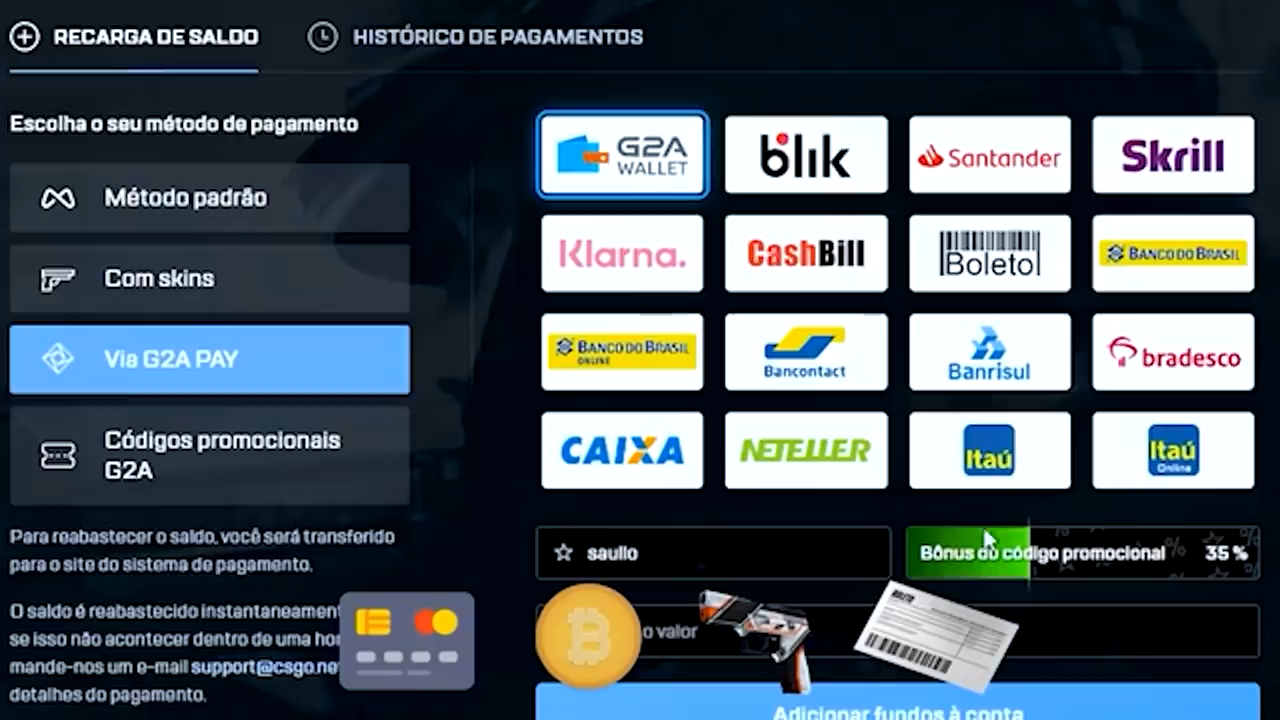 RECARGA DE SALDO
HISTÓRICO DE PAGAMENTOS
Escolha o seu método de pagamento
Método padrão
Com skins
Via G2A PAY
Códigos promocionais
G2A
Para reabastecer o saldo, você será transferido
para o site do sistema de pagamento.
O saldo é reabastecido instantaneamen
se isso não acontecer dentro de uma ho
mande-nos um e-mail support@csgo.ne
detalhes do pagamento.
G2A
WALLET
blik
Santander
Skrill
Klarna.
CashBill
Boleto
BANCO DO BRASIL
BANCO DO BRASIL
ONLINE
Bancontact
Banrisul
bradesco
CAIXA
NETELLER
Itaú
Itaú
Online
saullo
Bônus do código promocional
35 %
o valor
BOLETO
Adicionar fundos à conta